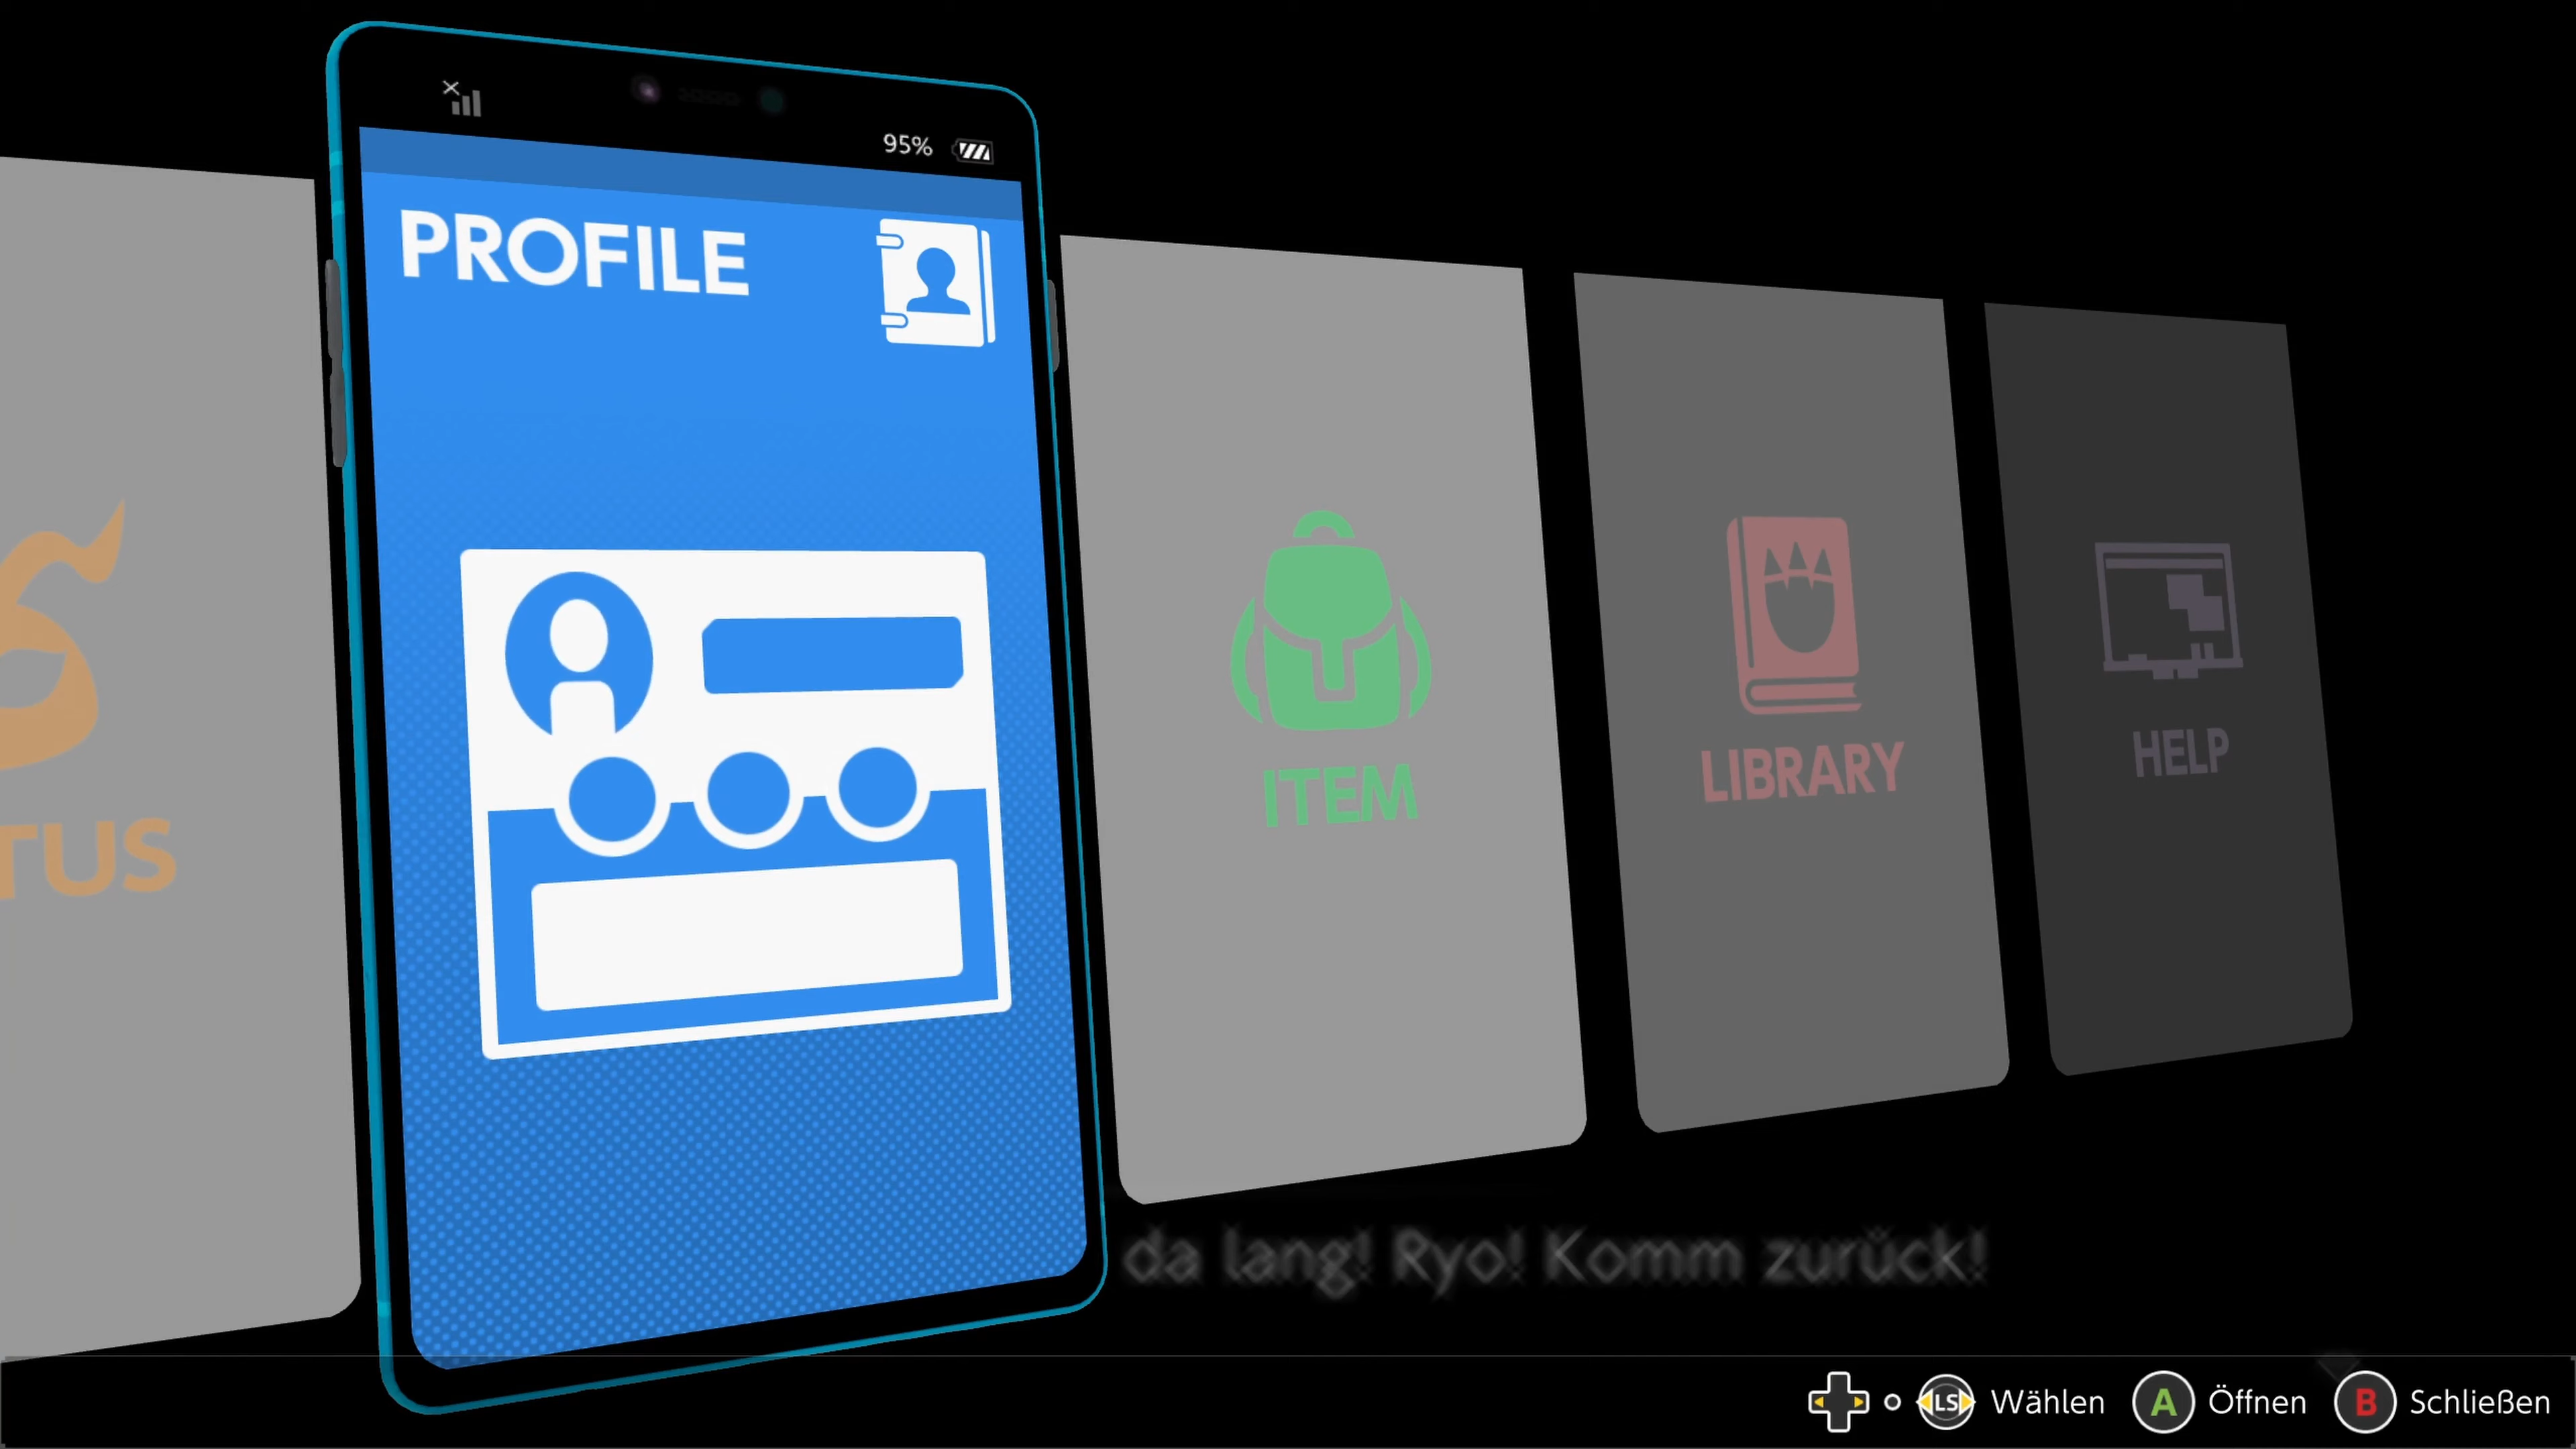 95%
PROFILE
TUS
ITEM
LIBRARY
HELP
da lang! Ryo! Komm zurück!
LS Wählen A Öffnen B Schließen